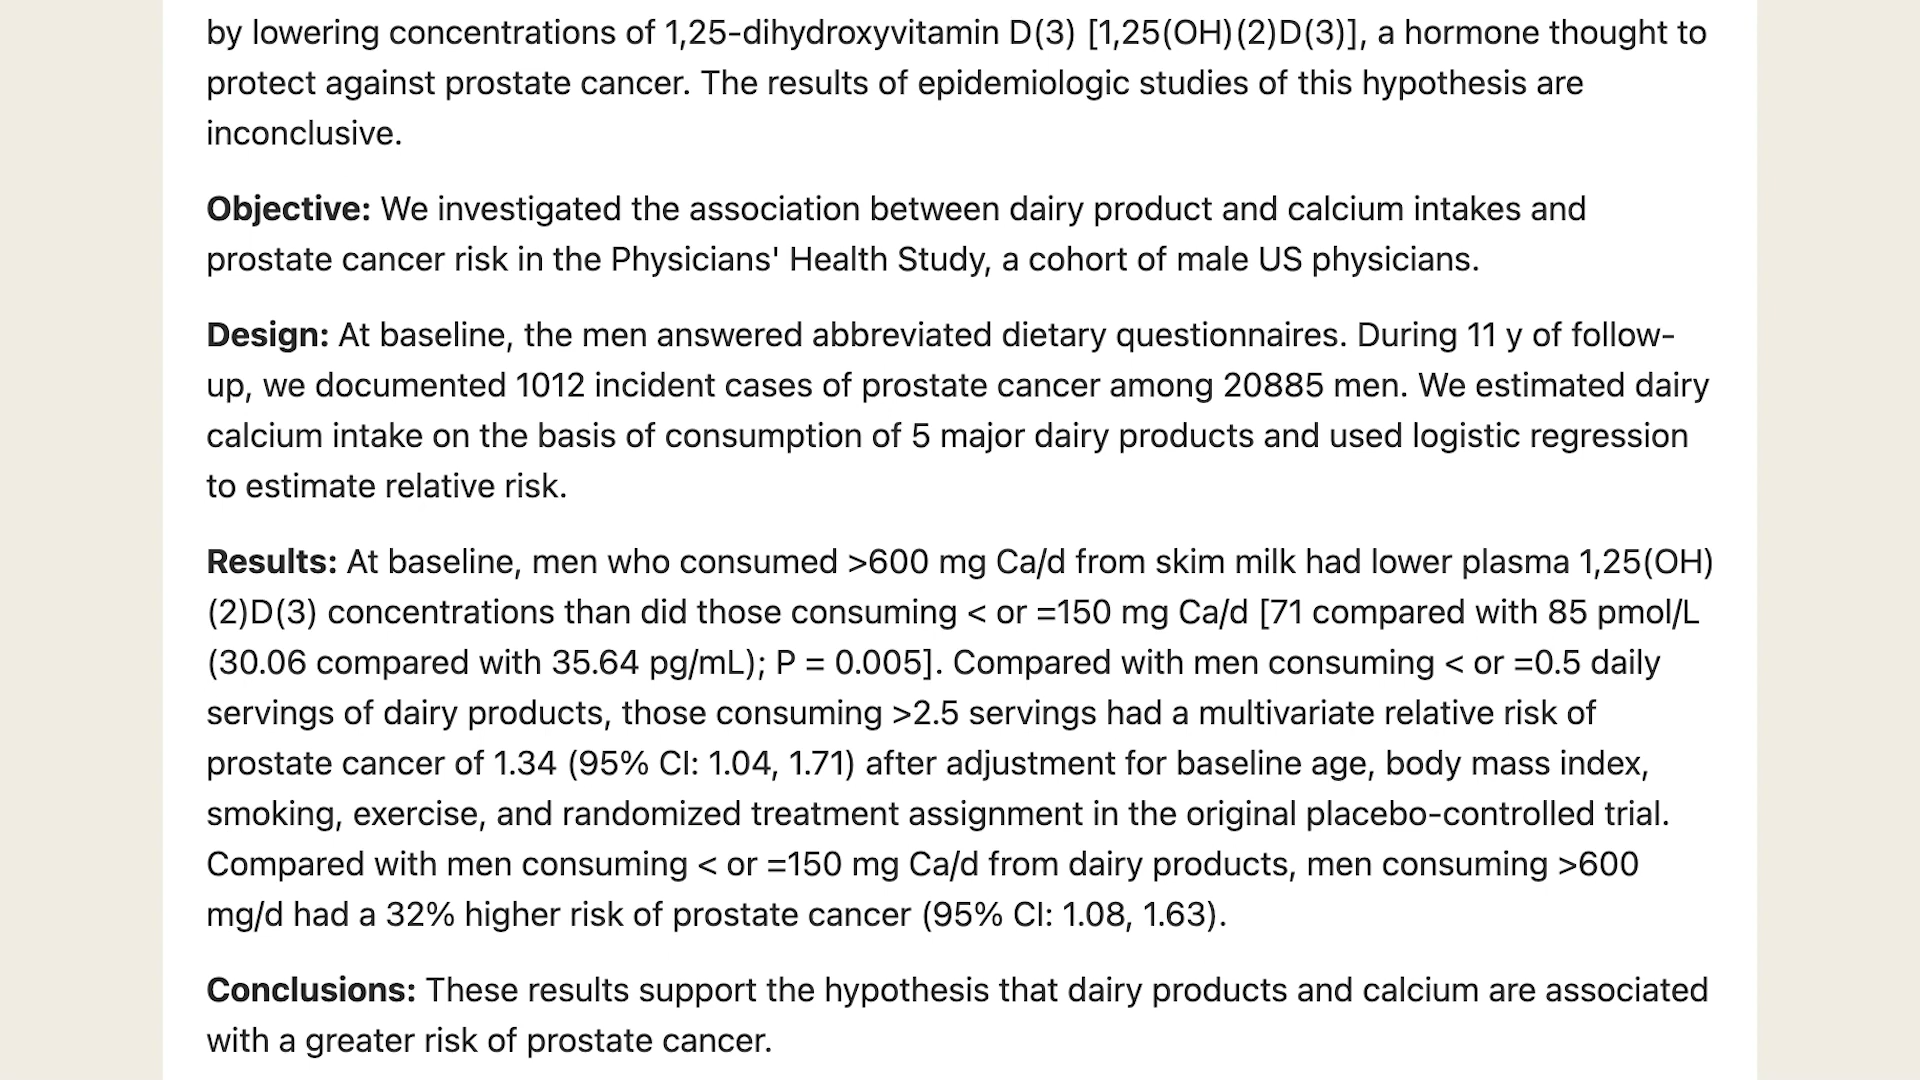 by lowering concentrations of 1,25-dihydroxyvitamin D(3) [1,25(OH)(2)D(3)], a hormone thought to
protect against prostate cancer. The results of epidemiologic studies of this hypothesis are
inconclusive.
Objective: We investigated the association between dairy product and calcium intakes and
prostate cancer risk in the Physicians' Health Study, a cohort of male US physicians.
Design: At baseline, the men answered abbreviated dietary questionnaires. During 11 y of follow-
up, we documented 1012 incident cases of prostate cancer among 20885 men. We estimated dairy
calcium intake on the basis of consumption of 5 major dairy products and used logistic regression
to estimate relative risk.
Results: At baseline, men who consumed >600 mg Ca/d from skim milk had lower plasma 1,25(OH)
(2)D(3) concentrations than did those consuming < or =150 mg Ca/d [71 compared with 85 pmol/L
(30.06 compared with 35.64 pg/mL); P = 0.005]. Compared with men consuming < or =0.5 daily
servings of dairy products, those consuming >2.5 servings had a multivariate relative risk of
prostate cancer of 1.34 (95% CI: 1.04, 1.71) after adjustment for baseline age, body mass index,
smoking, exercise, and randomized treatment assignment in the original placebo-controlled trial.
Compared with men consuming < or =150 mg Ca/d from dairy products, men consuming >600
mg/d had a 32% higher risk of prostate cancer (95% CI: 1.08, 1.63).
Conclusions: These results support the hypothesis that dairy products and calcium are associated
with a greater risk of prostate cancer.